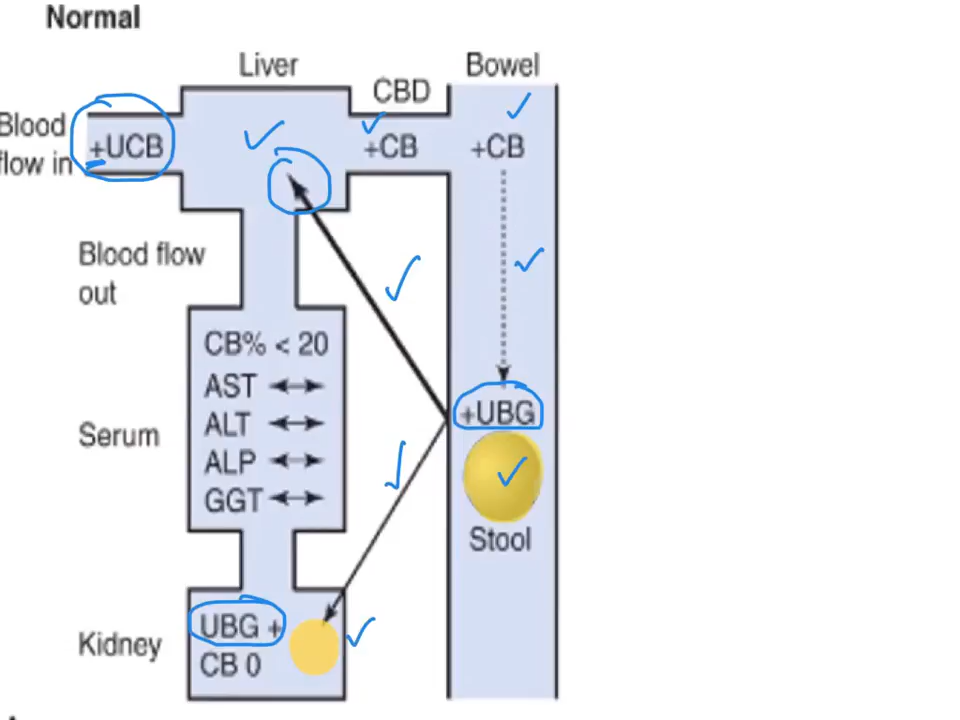 Normal
Liver
Bowel
CBD
Blood
flow in
+UCB
+CB
+CB
Blood flow
out
CB% < 20
AST
ALT
ALP
GGT
Serum
+UBG
Stool
Kidney
UBG +
CB 0